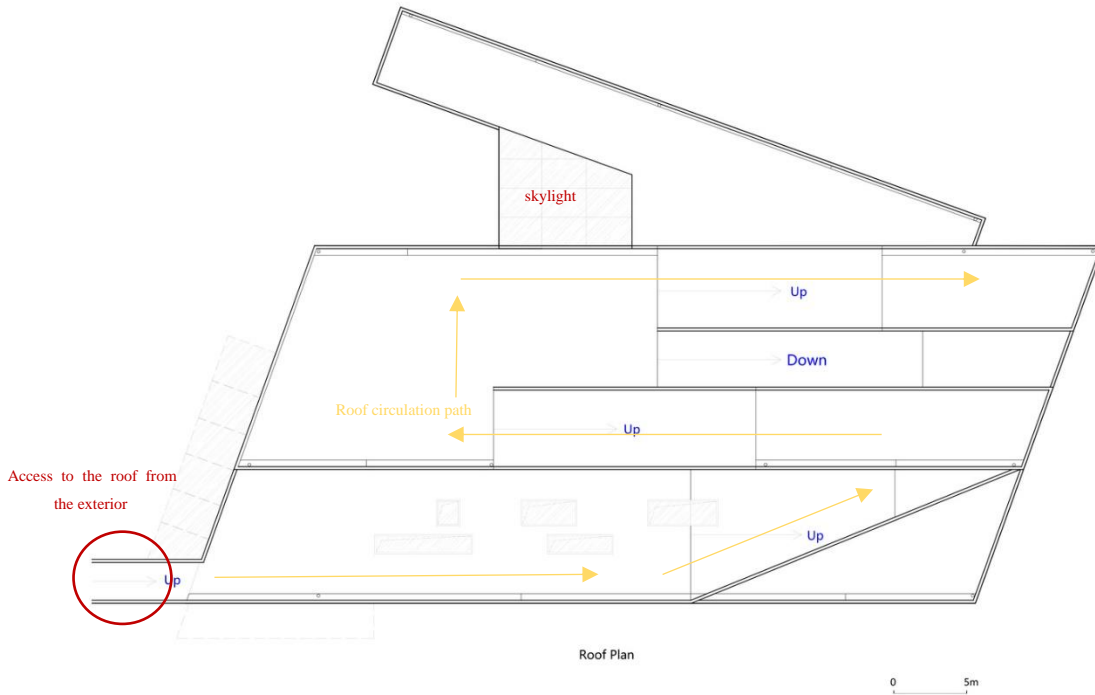 skylight
Up
Down
Roof circulation path
Up
Access to the roof from
the exterior
Up
Up
Roof Plan
0 5m